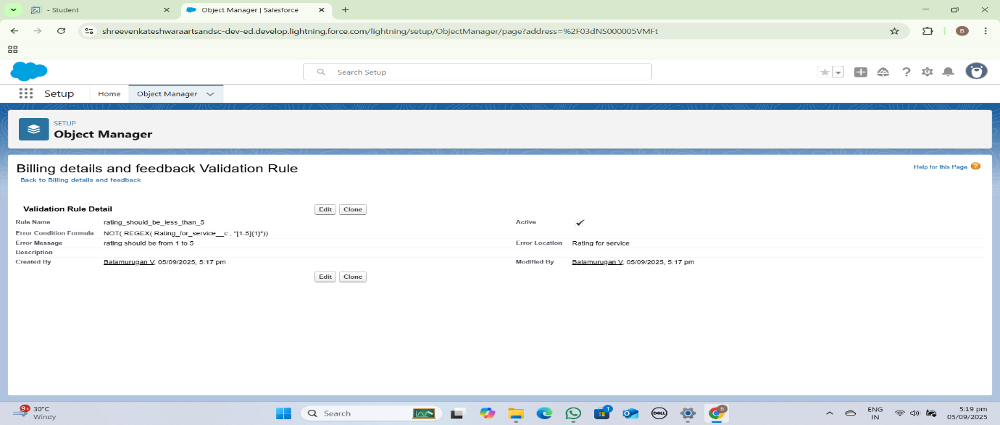 - Student
Object Manager | Salesforce
shreevenkateshwaraartsandsc-dev-ed.develop.lightning.force.com/lightning/setup/ObjectManager/page?address=%2F03dNS000005VMFt
B
Search Setup
Setup Home Object Manager
SETUP
Object Manager
Billing details and feedback Validation Rule
Help for this Page ?
Back to Billing details and feedback
Validation Rule Detail
Edit Clone
Rule Name rating_should_be_less_than_5 Active ✓
Error Condition Formula NOT( REGEX( Rating_for_service__c , "[1-5]{1}"))
Error Message rating should be from 1 to 5 Error Location Rating for service
Description
Created By Balamurugan V, 05/09/2025, 5:17 pm Modified By Balamurugan V, 05/09/2025, 5:17 pm
Edit Clone
9+
30°C
Windy
Search
1
DELL
B
ENG
IN
5:19 pm
05/09/2025